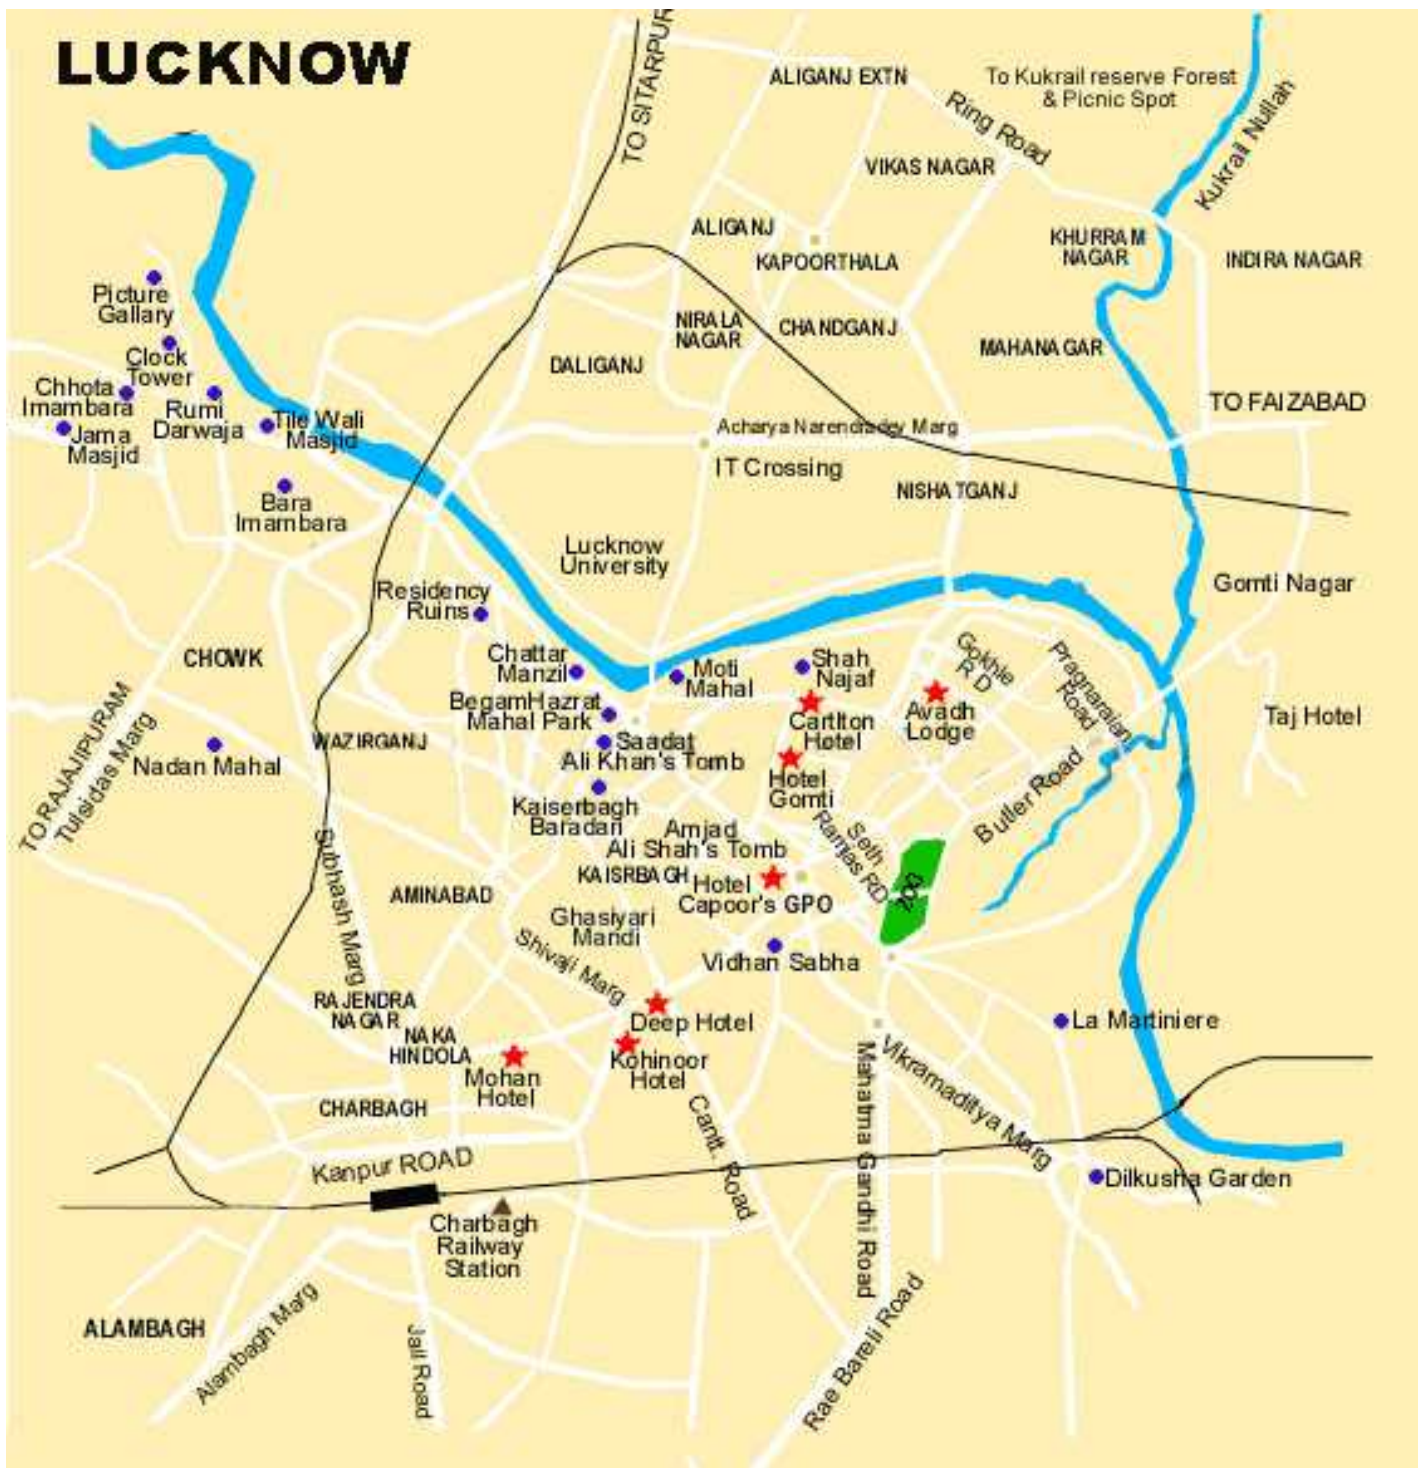 LUCKNOW
TO SITARPUR
ALIGANJ EXTN
To Kukrail reserve Forest
& Picnic Spot
Ring Road
Kukrail Nullah
VIKAS NAGAR
ALIGANJ
KAPOORTHALA
KHURRAM
NAGAR
INDIRA NAGAR
Picture
Gallary
NIRALA
NAGAR
CHANDGANJ
MAHANAGAR
Clock
Tower
DALIGANJ
Chhota
Imambara
Rumi
Darwaja
Tile Wali
Masjid
Jama
Masjid
TO FAIZABAD
Acharya Narendradev Marg
IT Crossing
NISHATGANJ
Bara
Imambara
Lucknow
University
Gomti Nagar
Residency
Ruins
CHOWK
Chattar
Manzil
Moti
Mahal
Shah
Najaf
Gokhle
R D
Pragnaraian
Road
BegamHazrat
Mahal Park
Cartlton
Hotel
Avadh
Lodge
Taj Hotel
TO RAJAJIPURAM
Tulsidas Marg
WAZIRGANJ
Nadan Mahal
Saadat
Ali Khan's Tomb
Hotel
Gomti
Butler Road
Kaiserbagh
Baradari
Amjad
Ali Shah's Tomb
Seth
Ramjas RD
Subhash Marg
AMINABAD
KAISRBAGH
Hotel
Capoor's GPO
ZOO
Ghasiyari
Mandi
Shivaji Marg
Vidhan Sabha
RAJENDRA
NAGAR
NAKA
HINDOLA
Deep Hotel
La Martiniere
Mohan
Hotel
Kohinoor
Hotel
Vikramaditya Marg
Mahatma Gandhi Road
CHARBAGH
Cantt. Road
Kanpur ROAD
Dilkusha Garden
Charbagh
Railway
Station
ALAMBAGH
Alambagh Marg
Jail Road
Rae Bareli Road